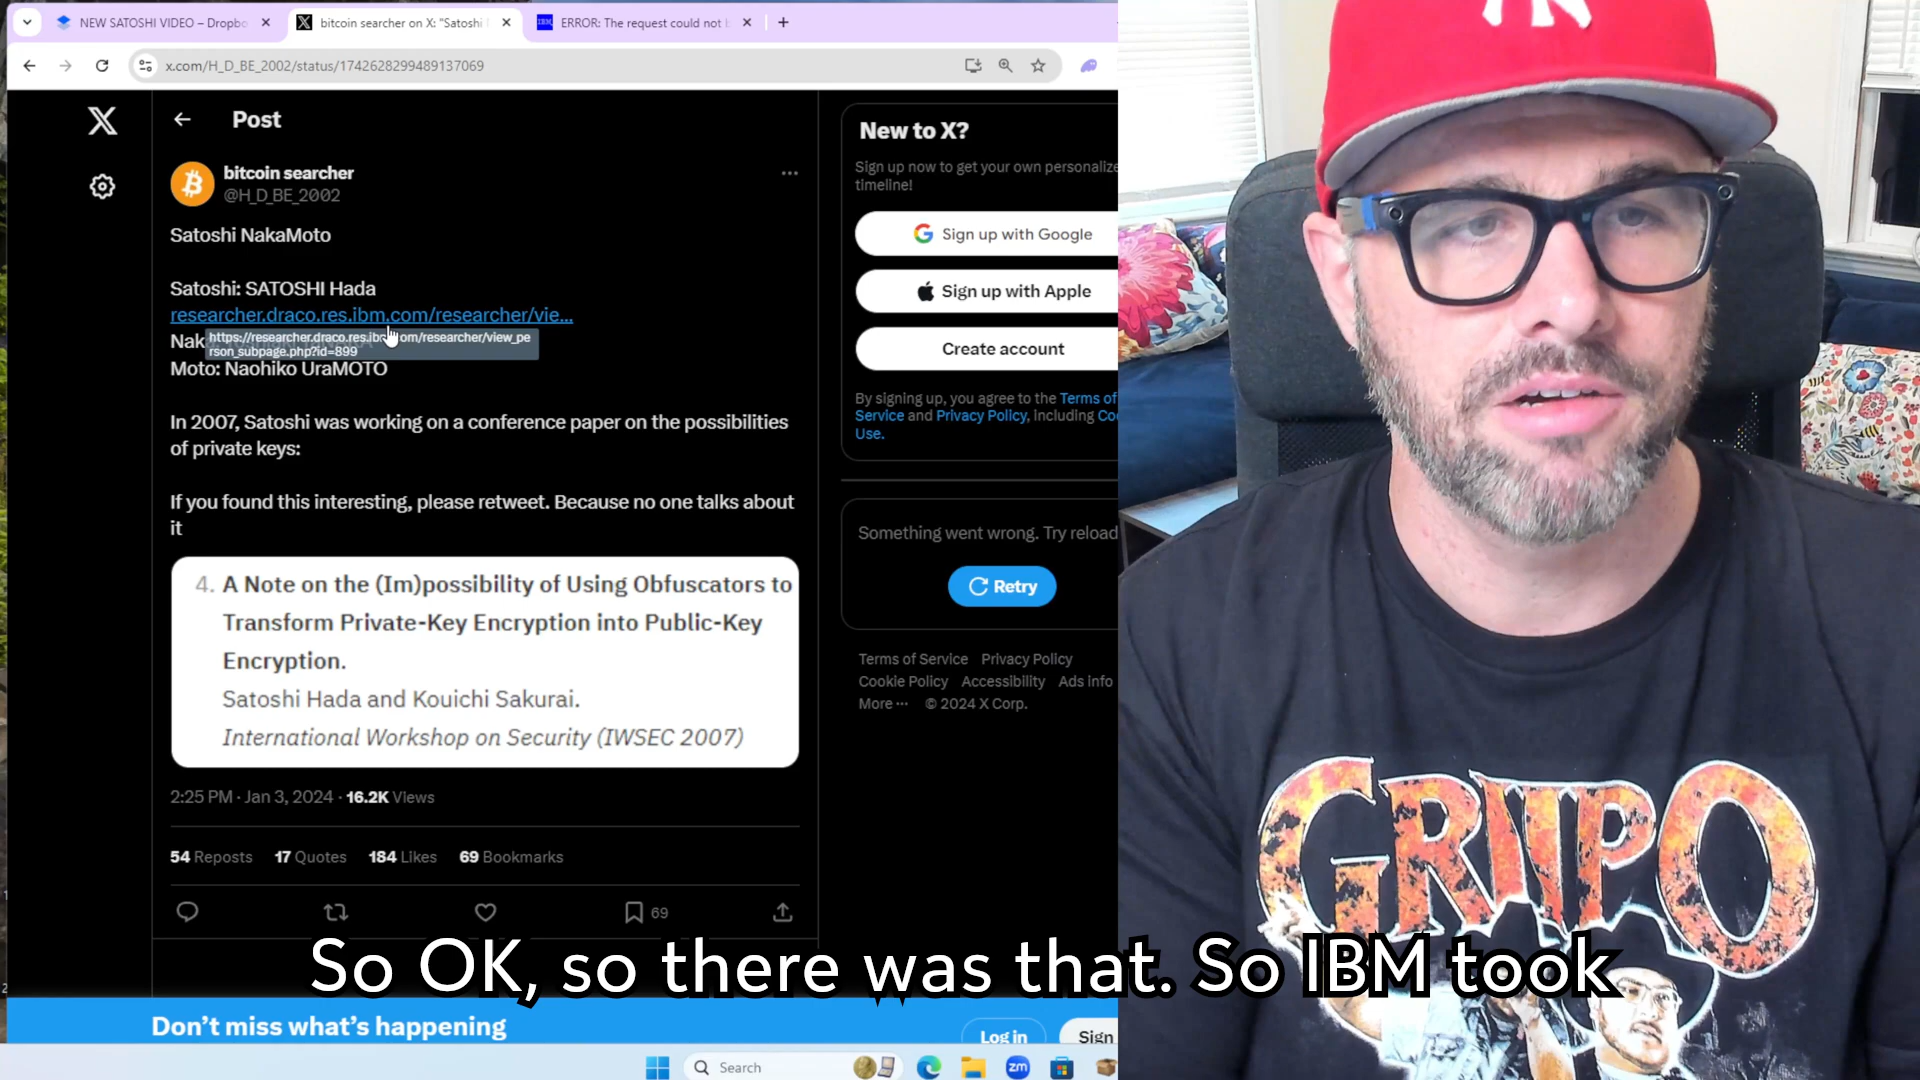 NEW SATOSHI VIDEO – Dropbo
bitcoin searcher on X: "Satoshi
IBM
ERROR: The request could not b
x.com/H_D_BE_2002/status/1742628299489137069
Post
bitcoin searcher
@H_D_BE_2002
Satoshi NakaMoto
Satoshi: SATOSHI Hada
researcher.draco.res.ibm.com/researcher/vie...
Nak
https://researcher.draco.res.ib om/researcher/view_pe
rson_subpage.php?id=899
Moto: Naohiko UraMOTO
In 2007, Satoshi was working on a conference paper on the possibilities
of private keys:
If you found this interesting, please retweet. Because no one talks about
it
4. A Note on the (Im)possibility of Using Obfuscators to
Transform Private-Key Encryption into Public-Key
Encryption.
Satoshi Hada and Kouichi Sakurai.
International Workshop on Security (IWSEC 2007)
2:25 PM · Jan 3, 2024 · 16.2K Views
54 Reposts 17 Quotes 184 Likes 69 Bookmarks
69
New to X?
Sign up now to get your own personalize
timeline!
Sign up with Google
Sign up with Apple
Create account
By signing up, you agree to the Terms of
Service and Privacy Policy, including Coo
Use.
Something went wrong. Try reload
Retry
Terms of Service Privacy Policy
Cookie Policy Accessibility Ads info
More ··· © 2024 X Corp.
Don't miss what's happening
Log in
Sign
Search
zm
NY
GRUPO
So OK, so there was that. So IBM took